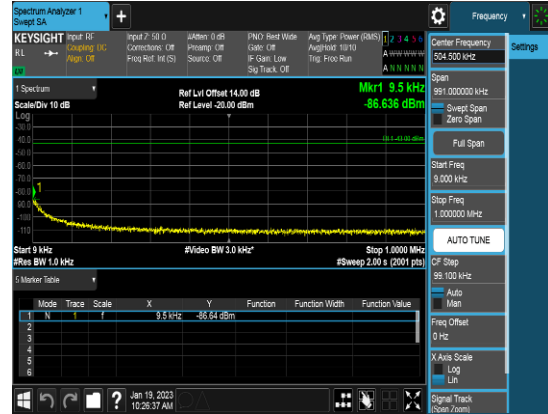 Spectrum Analyzer 1
Swept SA
+
Frequency
KEYSIGHT
RL
Input: RF
Coupling: DC
Align: Off
Input Z: 50 Ω
Corrections: Off
Freq Ref: Int (S)
#Atten: 0 dB
Preamp: Off
Source: Off
PNO: Best Wide
Gate: Off
IF Gain: Low
Sig Track: Off
Avg Type: Power (RMS)
Avg|Hold: 10/10
Trig: Free Run
1 2 3 4 5 6
A W W W W W
A N N N N N
1 Spectrum
Scale/Div 10 dB
Ref Lvl Offset 14.00 dB
Ref Level -20.00 dBm
Mkr1 9.5 kHz
-86.636 dBm
Log
-30.0
-40.0
-50.0
-60.0
-70.0
-80.0
-90.0
-100
-110
1
Start 9 kHz
#Res BW 1.0 kHz
#Video BW 3.0 kHz*
Stop 1.0000 MHz
#Sweep 2.00 s (2001 pts)
5 Marker Table
Mode Trace Scale X Y Function Function Width Function Value
1 N 1 f 9.5 kHz -86.64 dBm
2
3
4
5
6
Center Frequency
504.500 kHz
Settings
Span
991.000000 kHz
Swept Span
Zero Span
Full Span
Start Freq
9.000 kHz
Stop Freq
1.000000 MHz
AUTO TUNE
CF Step
99.100 kHz
Auto
Man
Freq Offset
0 Hz
X Axis Scale
Log
Lin
Signal Track
(Span Zoom)
?
Jan 19, 2023
10:26:37 AM